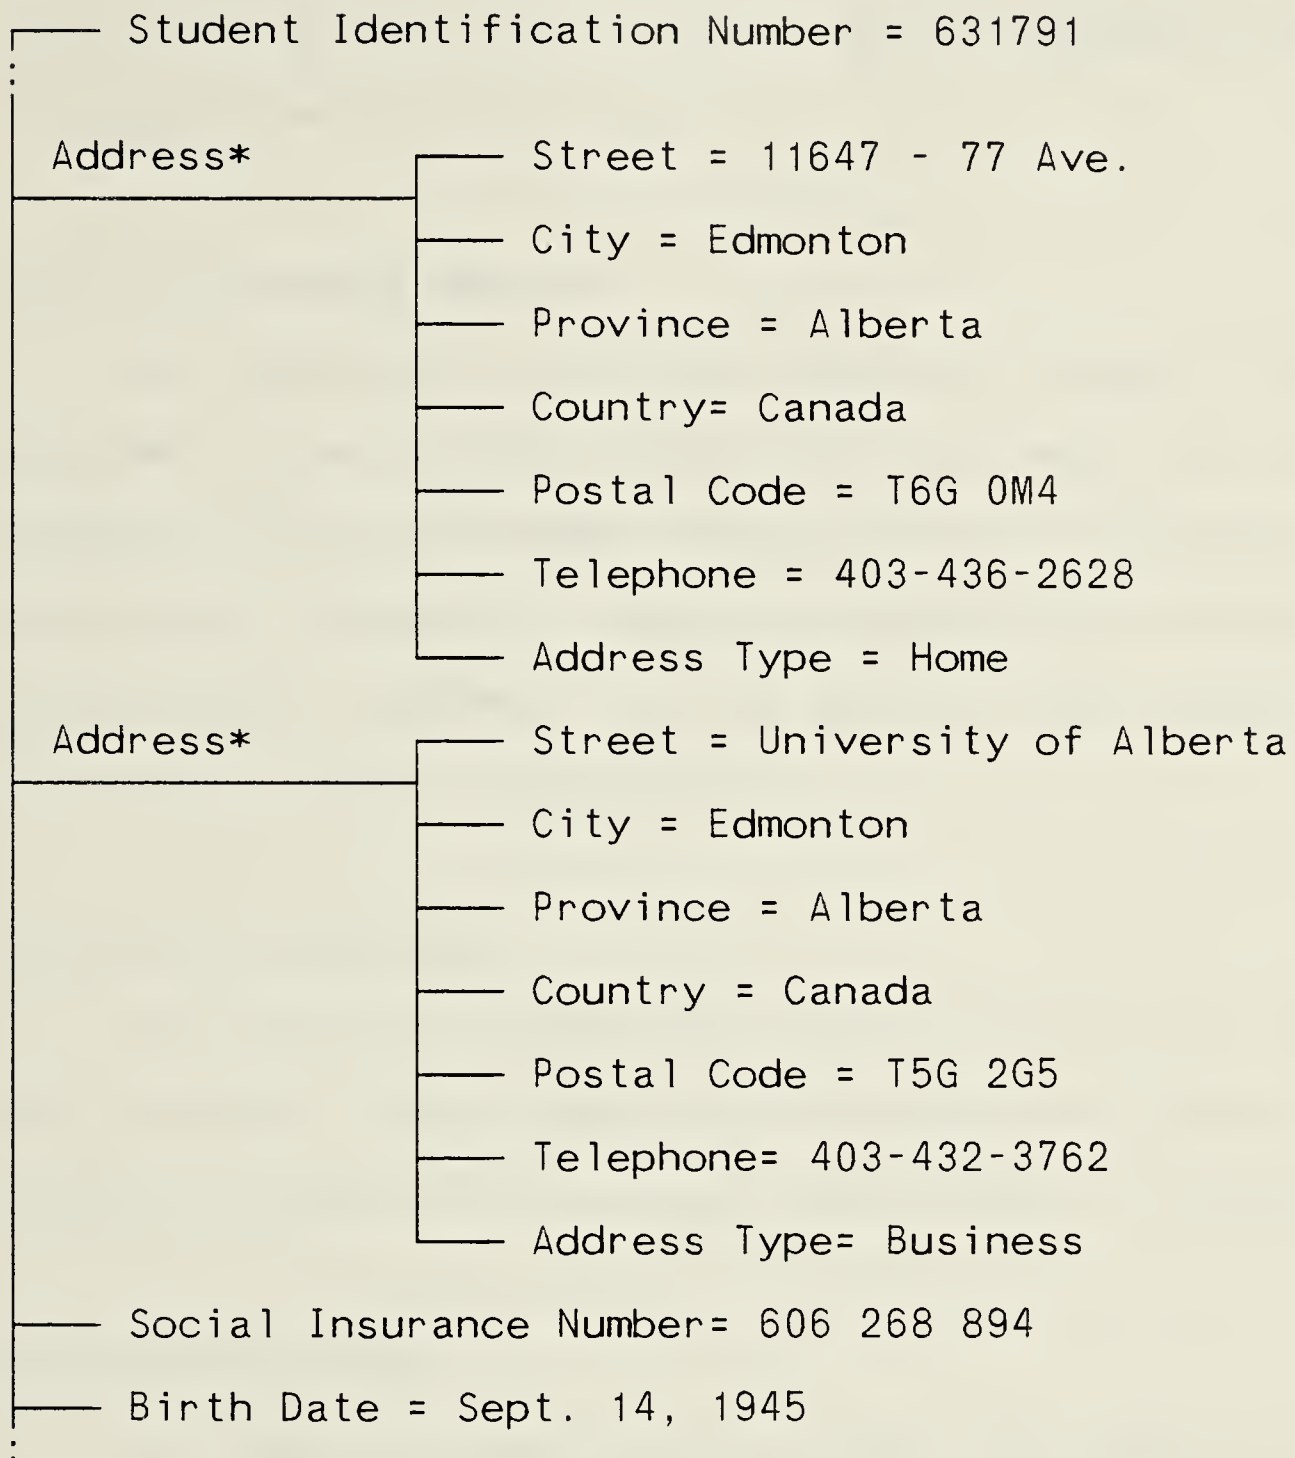 Student Identification Number = 631791
Address*
Street = 11647 - 77 Ave.
City = Edmonton
Province = Alberta
Country= Canada
Postal Code = T6G 0M4
Telephone = 403-436-2628
Address Type = Home
Address*
Street = University of Alberta
City = Edmonton
Province = Alberta
Country = Canada
Postal Code = T5G 2G5
Telephone= 403-432-3762
Address Type= Business
Social Insurance Number= 606 268 894
Birth Date = Sept. 14, 1945